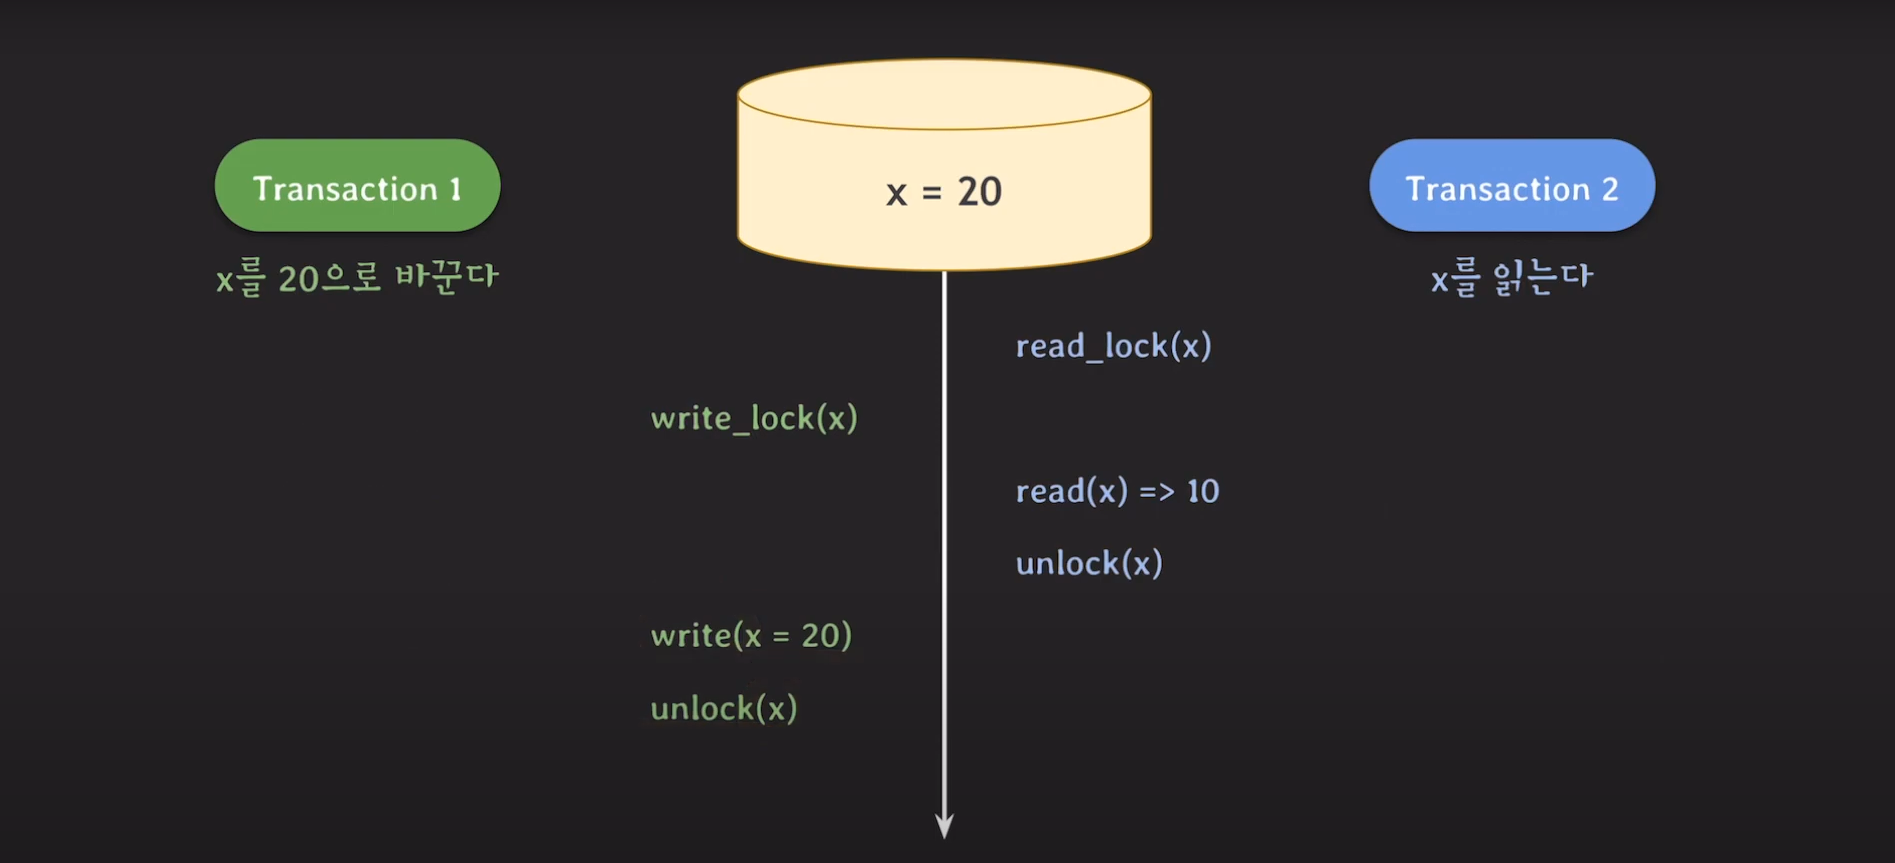 Transaction 1
x = 20
Transaction 2
x를 20으로 바꾼다
x를 읽는다
read_lock(x)
write_lock(x)
read(x) => 10
unlock(x)
write(x = 20)
unlock(x)